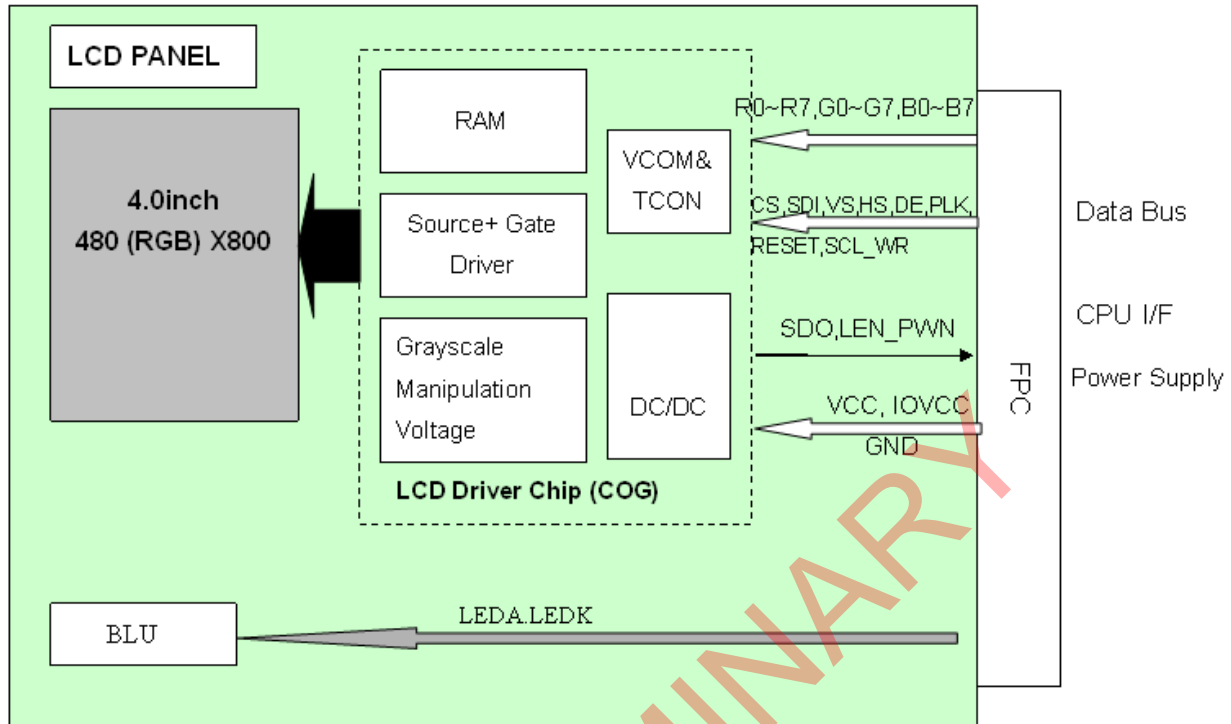 LCD PANEL
4.0inch
480 (RGB) X800
RAM
Source+ Gate
Driver
Grayscale
Manipulation
Voltage
VCOM&
TCON
DC/DC
LCD Driver Chip (COG)
R0~R7,G0~G7,B0~B7
CS,SDI,VS,HS,DE,PLK,
RESET,SCL_WR
SDO,LEN_PWN
VCC, IOVCC
GND
FPC
Data Bus
CPU I/F
Power Supply
BLU
LEDA.LEDK
MINARY